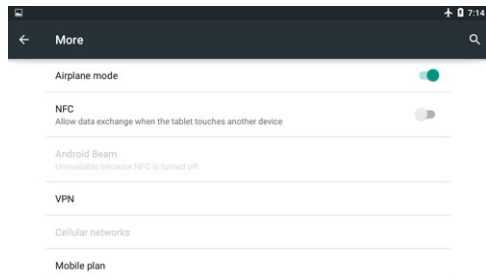 7:14
More
Airplane mode
NFC
Allow data exchange when the tablet touches another device
Android Beam
Unavailable because NFC is turned off
VPN
Cellular networks
Mobile plan